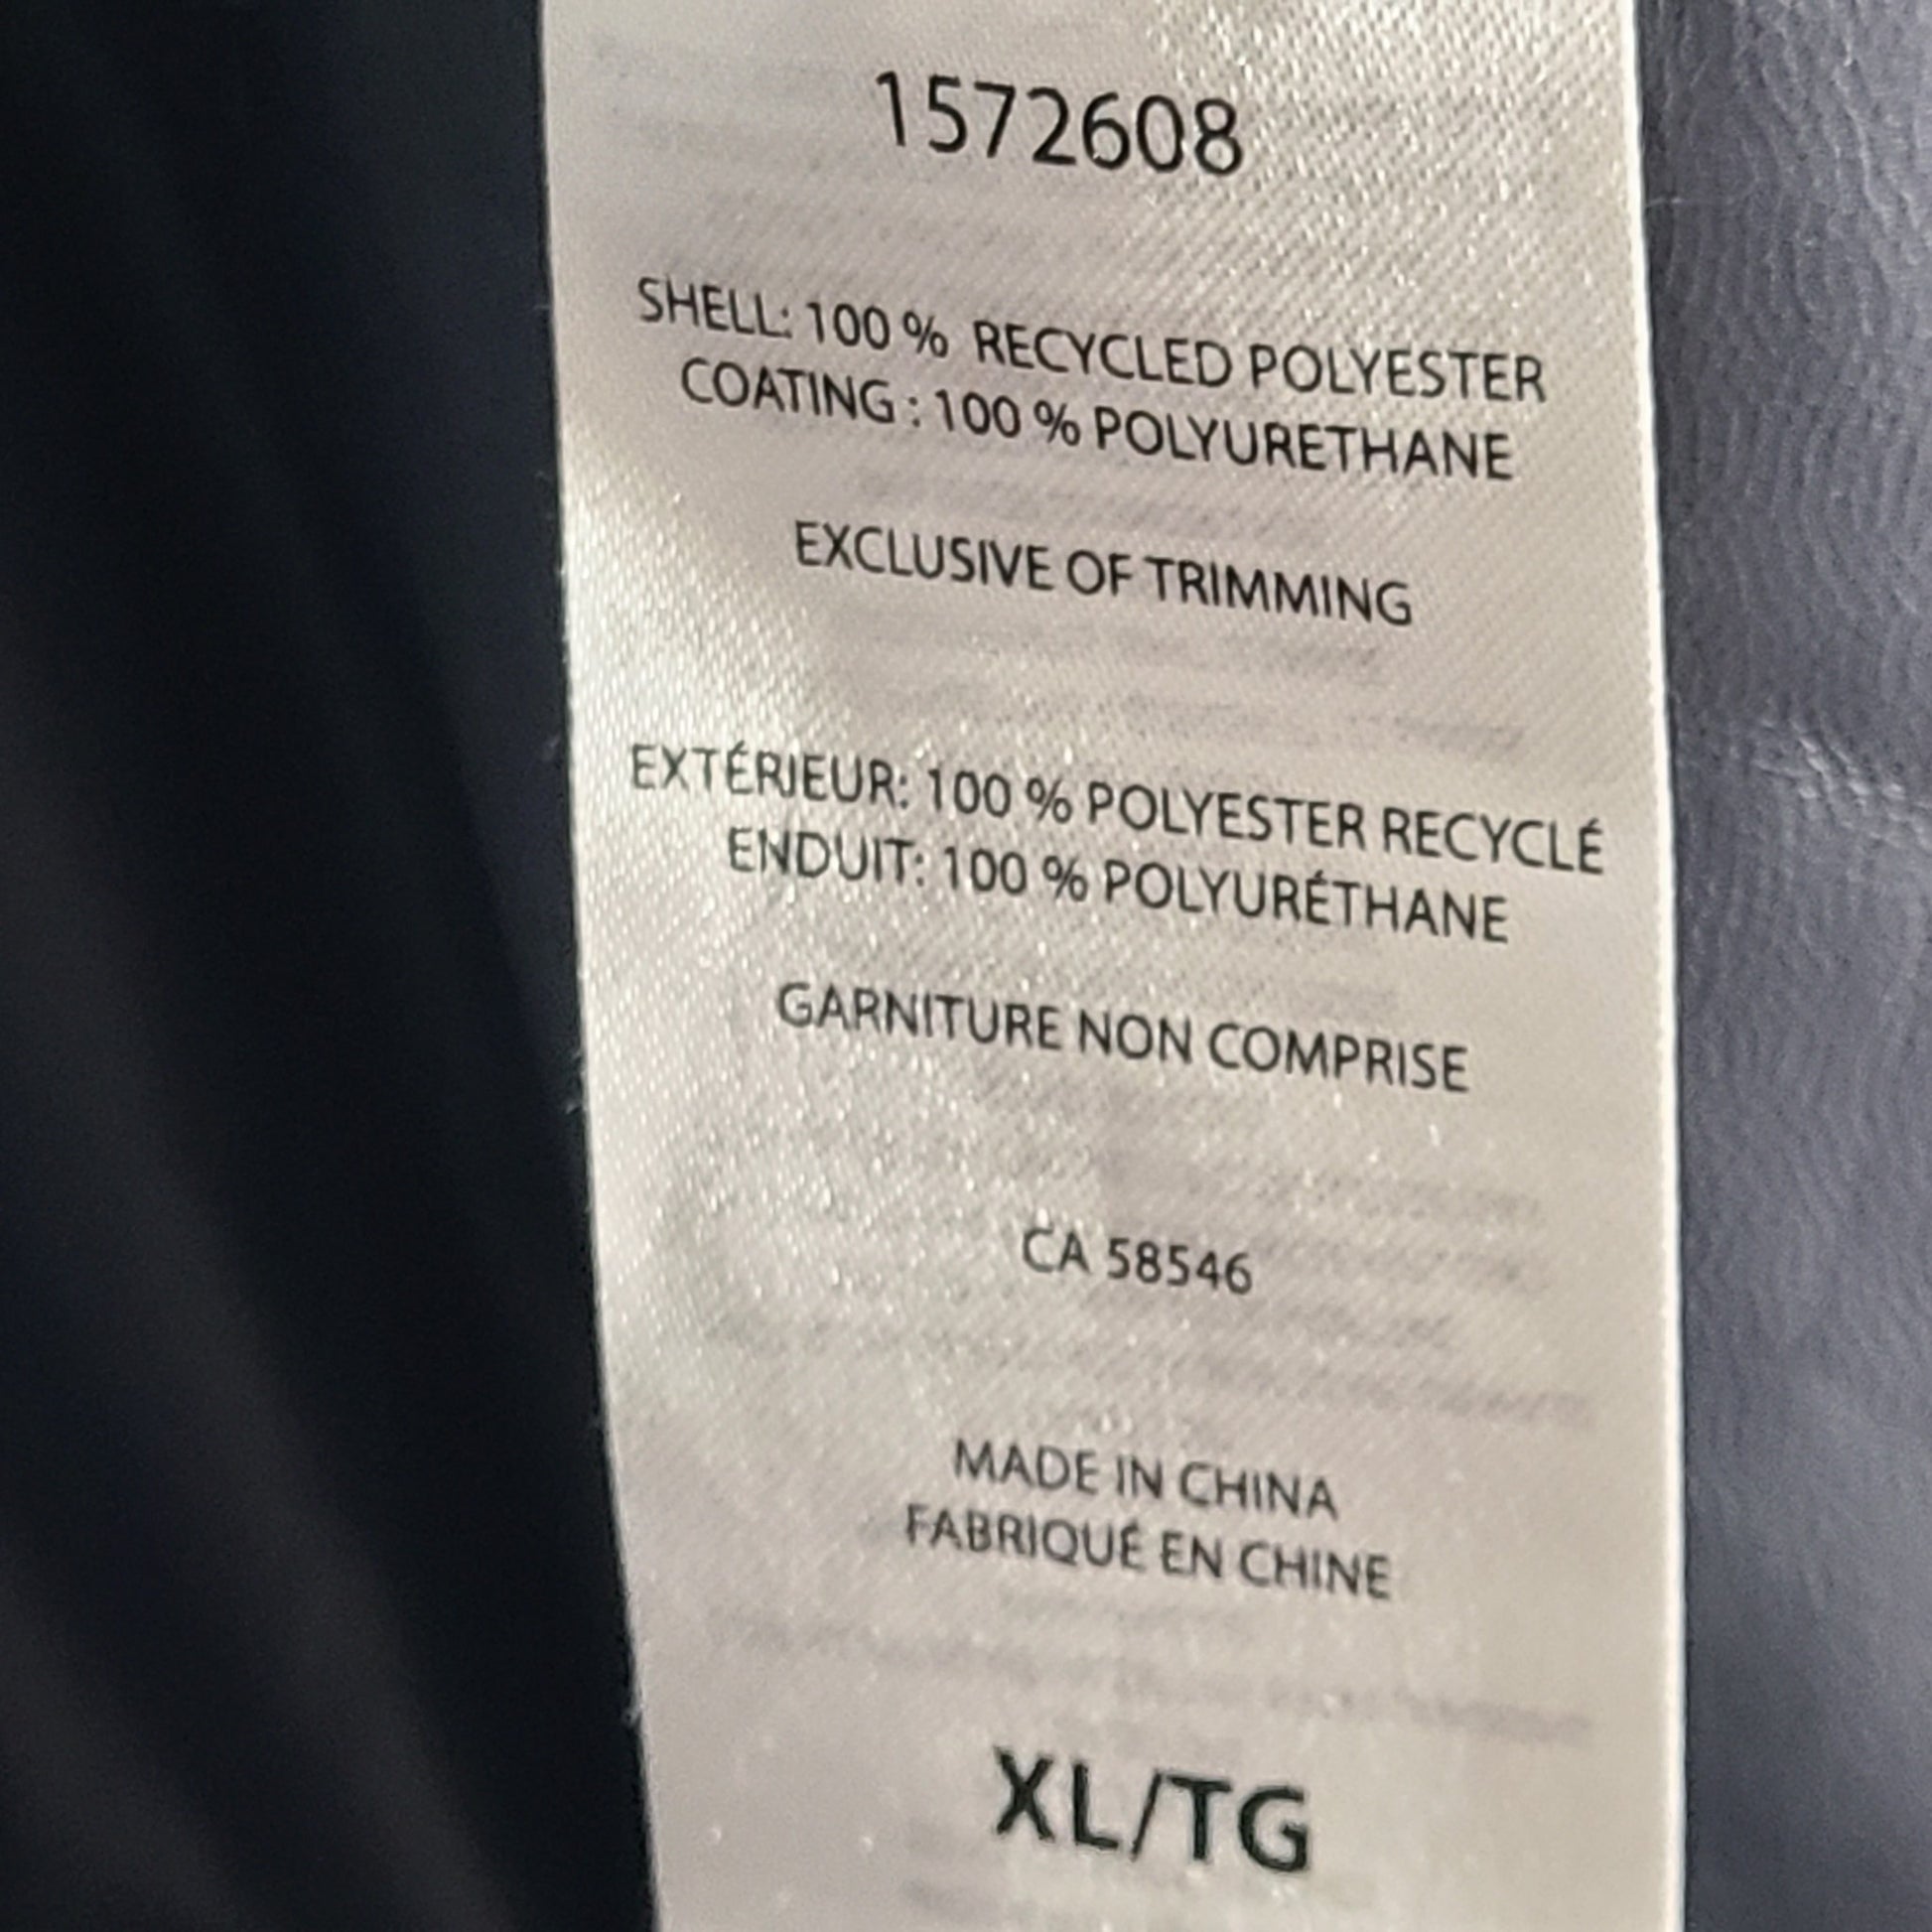 1572608
SHELL: 100 % RECYCLED POLYESTER
COATING : 100 % POLYURETHANE
EXCLUSIVE OF TRIMMING
EXTÉRIEUR: 100 % POLYESTER RECYCLÉ
ENDUIT: 100 % POLYURÉTHANE
GARNITURE NON COMPRISE
CA 58546
MADE IN CHINA
FABRIQUÉ EN CHINE
XL/TG